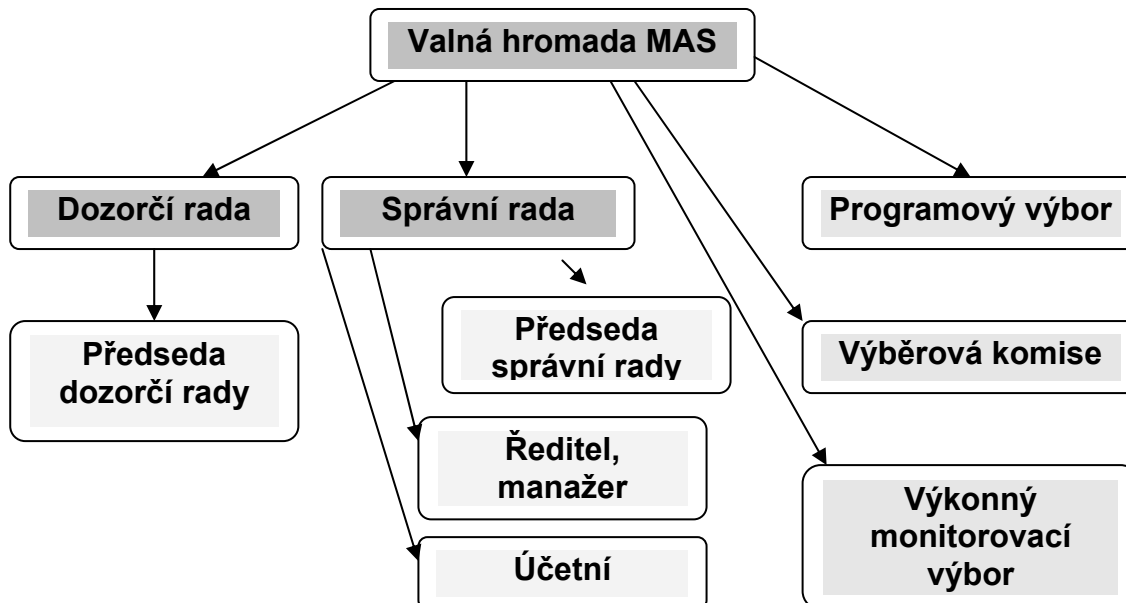 Valná hromada MAS
Dozorčí rada
Správní rada
Programový výbor
Předseda
dozorčí rady
Předseda
správní rady
Výběrová komise
Ředitel,
manažer
Výkonný
monitorovací
výbor
Účetní